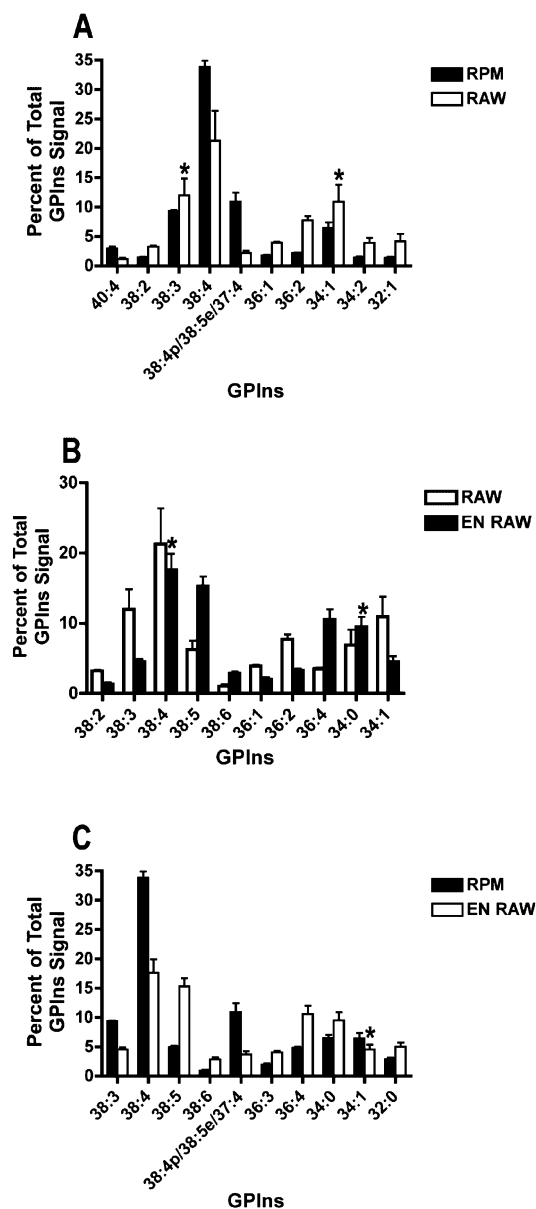 A
Percent of Total
GPIns Signal
35
30
25
20
15
10
5
0
*
*
RPM
RAW
40:4
38:2
38:3
38:4
38:4p/38:5e/37:4
36:1
36:2
34:1
34:2
32:1
GPIns
B
Percent of Total
GPIns Signal
30
20
10
0
*
*
RAW
EN RAW
38:2
38:3
38:4
38:5
38:6
36:1
36:2
36:4
34:0
34:1
GPIns
C
Percent of Total
GPIns Signal
35
30
25
20
15
10
5
0
*
RPM
EN RAW
38:3
38:4
38:5
38:6
38:4p/38:5e/37:4
36:3
36:4
34:0
34:1
32:0
GPIns